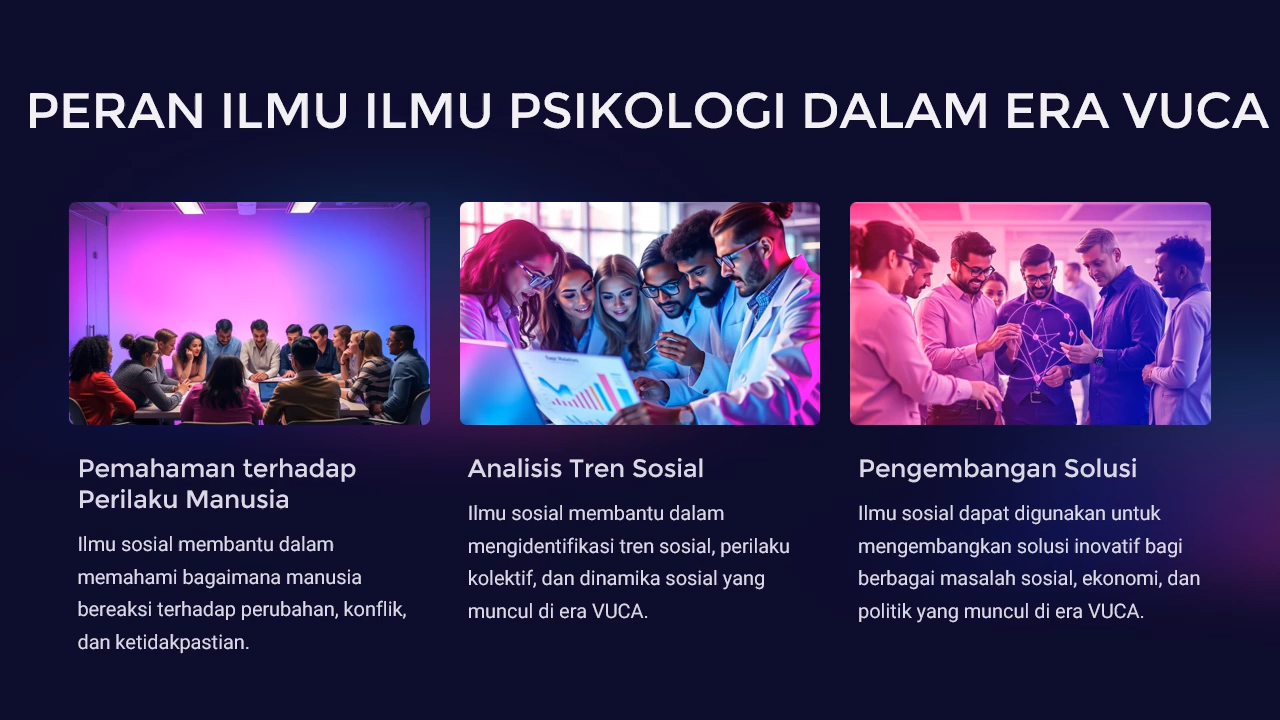 PERAN ILMU ILMU PSIKOLOGI DALAM ERA VUCA
Pemahaman terhadap
Perilaku Manusia
Ilmu sosial membantu dalam
memahami bagaimana manusia
bereaksi terhadap perubahan, konflik,
dan ketidakpastian.
Analisis Tren Sosial
Ilmu sosial membantu dalam
mengidentifikasi tren sosial, perilaku
kolektif, dan dinamika sosial yang
muncul di era VUCA.
Pengembangan Solusi
Ilmu sosial dapat digunakan untuk
mengembangkan solusi inovatif bagi
berbagai masalah sosial, ekonomi, dan
politik yang muncul di era VUCA.